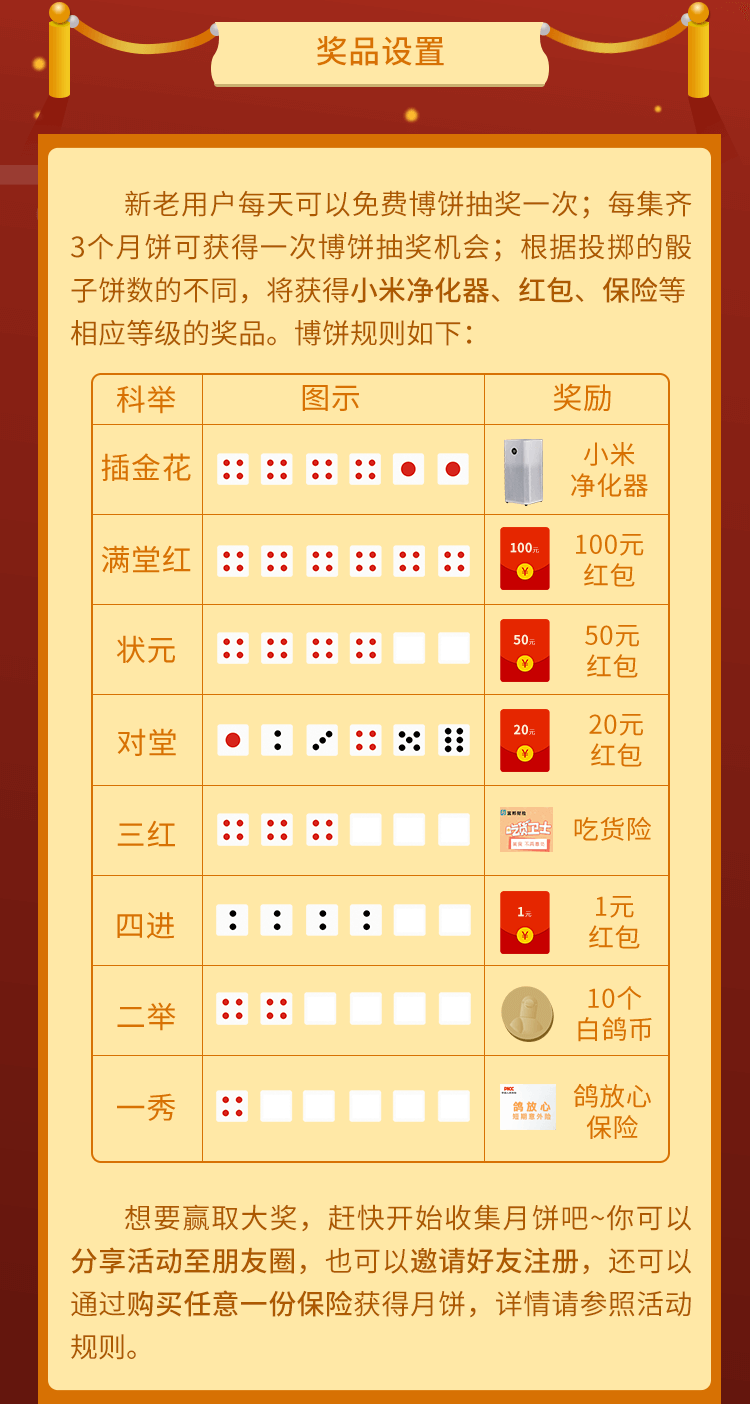 奖品设置
新老用户每天可以免费博饼抽奖一次；每集齐
3个月饼可获得一次博饼抽奖机会；根据投掷的骰
子饼数的不同，将获得小米净化器、红包、保险等
相应等级的奖品。博饼规则如下：
科举 图示 奖励
插金花 小米
净化器
满堂红 100元 ¥ 100元
红包
状元 50元 ¥ 50元
红包
对堂 20元 ¥ 20元
红包
三红 吃货卫士 吃货险
四进 1元 ¥ 1元
红包
二举 10个
白鸽币
一秀 PICC 鸽放心 短期意外险 鸽放心
保险
想要赢取大奖，赶快开始收集月饼吧~你可以
分享活动至朋友圈，也可以邀请好友注册，还可以
通过购买任意一份保险获得月饼，详情请参照活动
规则。